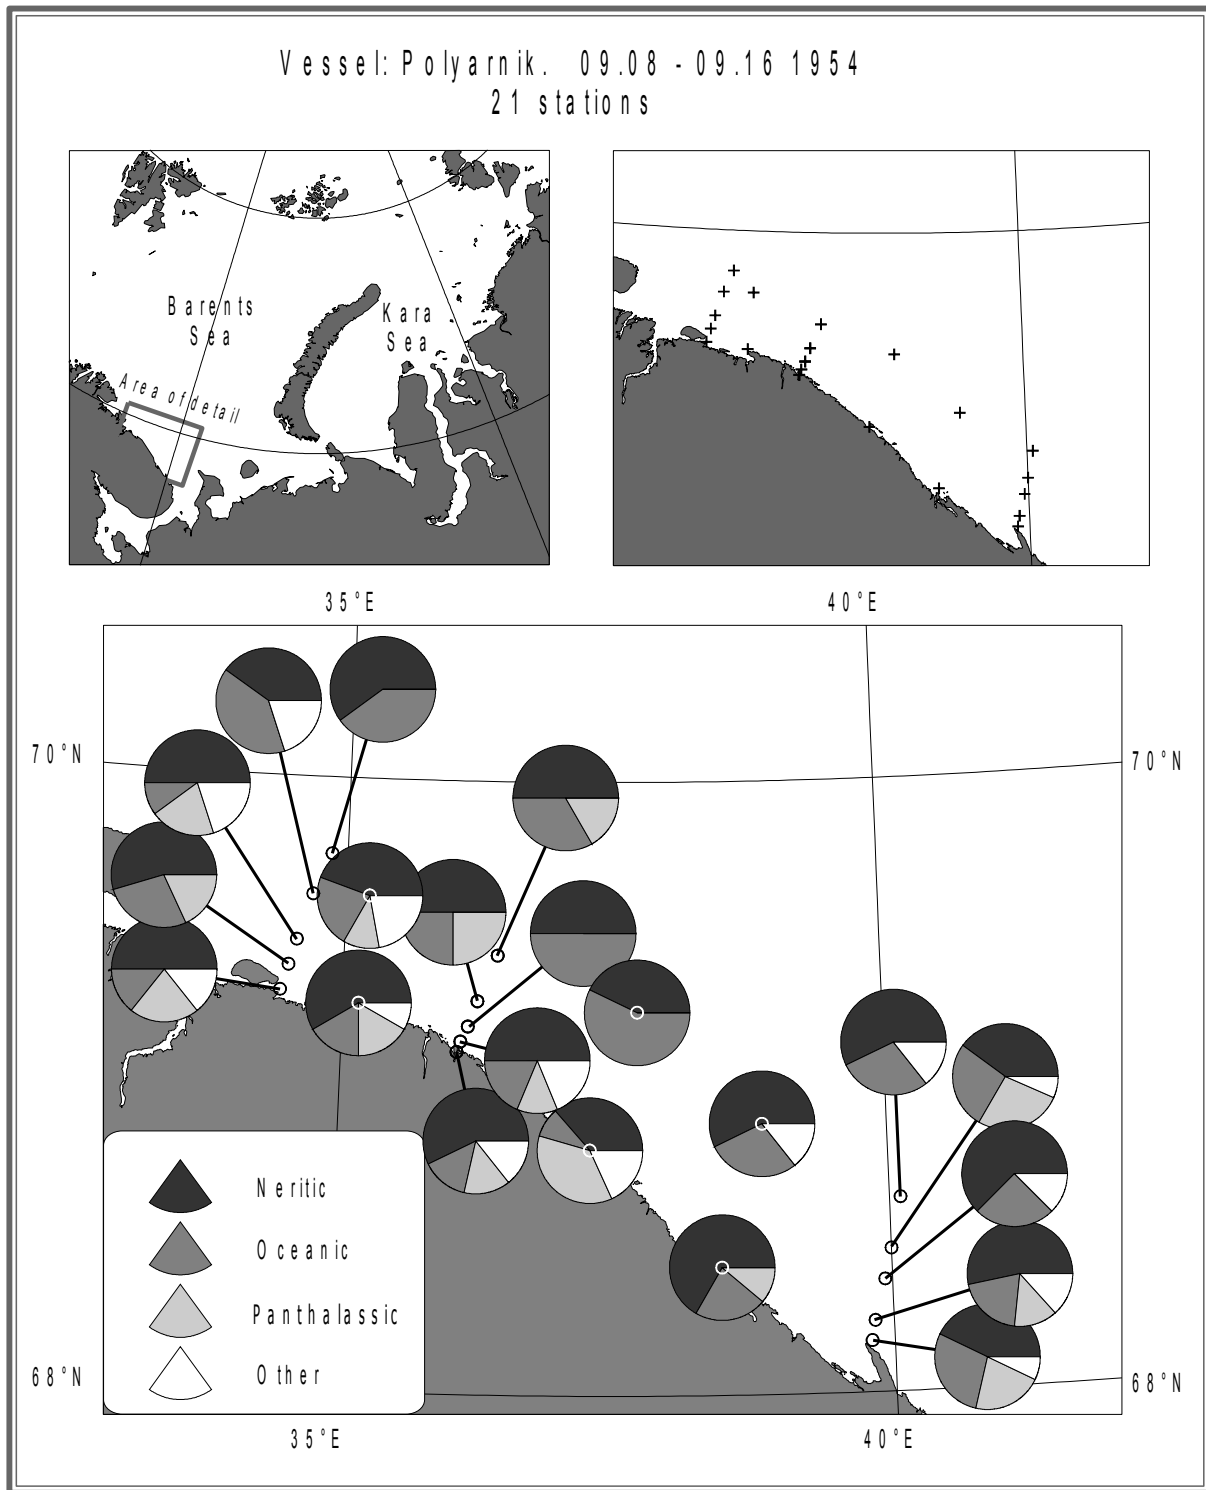 Vessel: Polyarnik. 09.08 - 09.16 1954
21 stations
Barents
Sea
Kara
Sea
Area of detail
35°E
40°E
70°N
70°N
Neritic
Oceanic
Panthalassic
Other
68°N
68°N
35°E
40°E